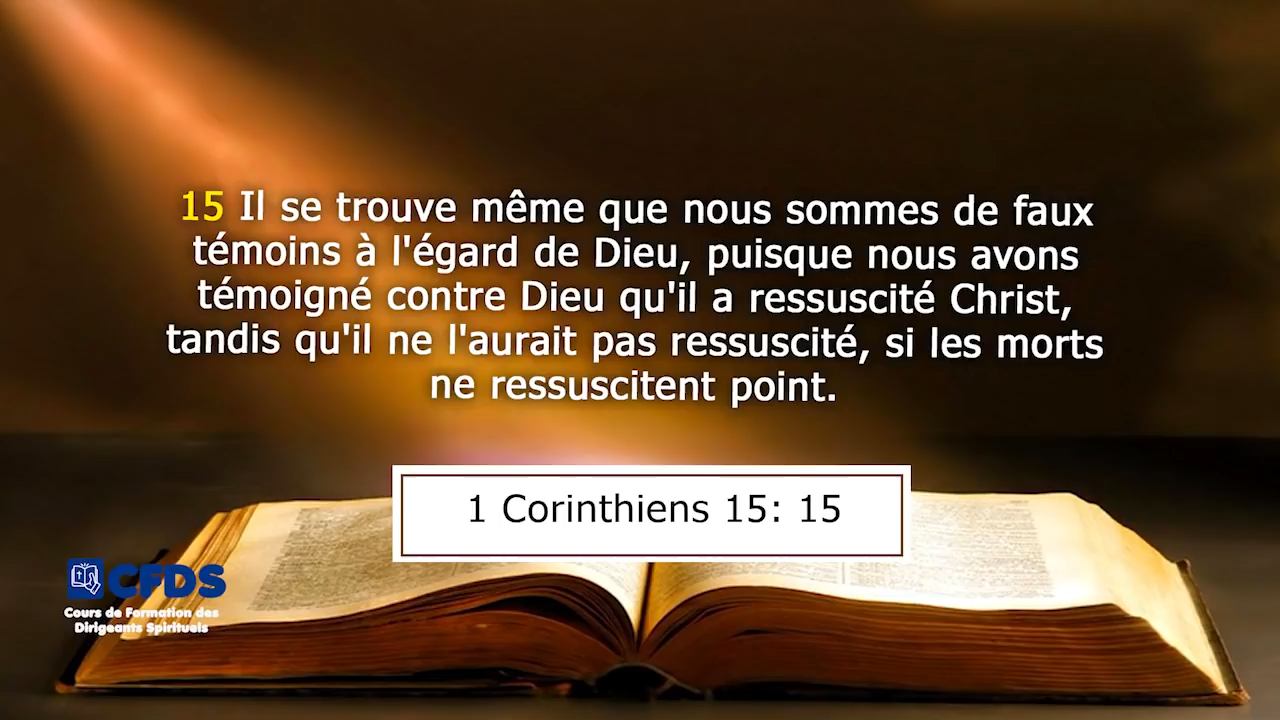 15 Il se trouve même que nous sommes de faux
témoins à l'égard de Dieu, puisque nous avons
témoigné contre Dieu qu'il a ressuscité Christ,
tandis qu'il ne l'aurait pas ressuscité, si les morts
ne ressuscitent point.
1 Corinthiens 15: 15
CFDS
Cours de Formation des
Dirigeants Spirituels